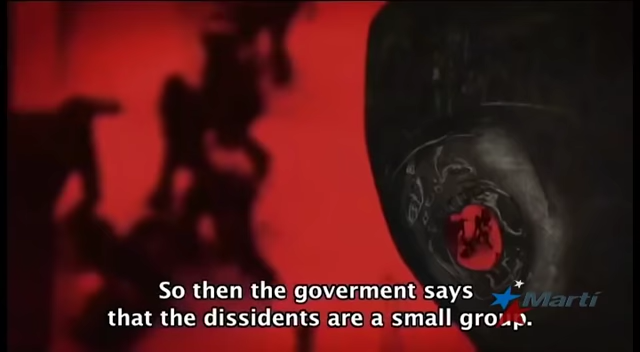 So then the goverment says
that the dissidents are a small group.
Martí